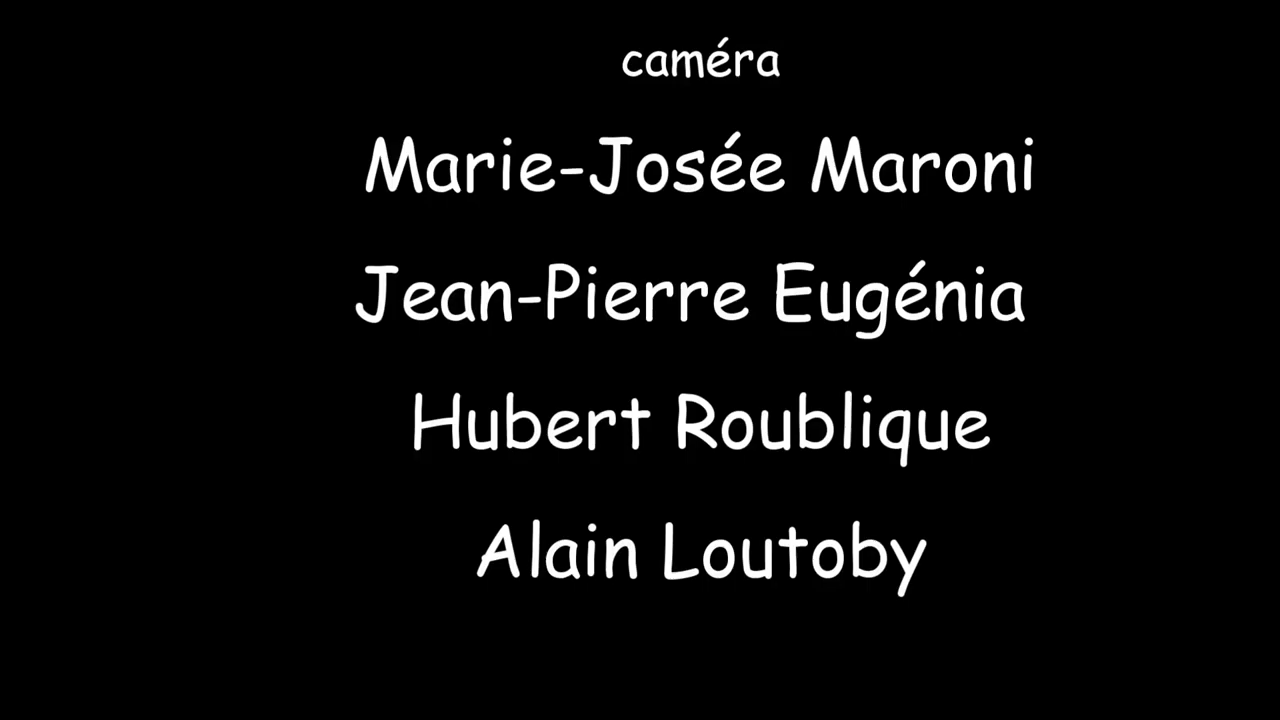 caméra
Marie-Josée Maroni
Jean-Pierre Eugénia
Hubert Roublique
Alain Loutoby